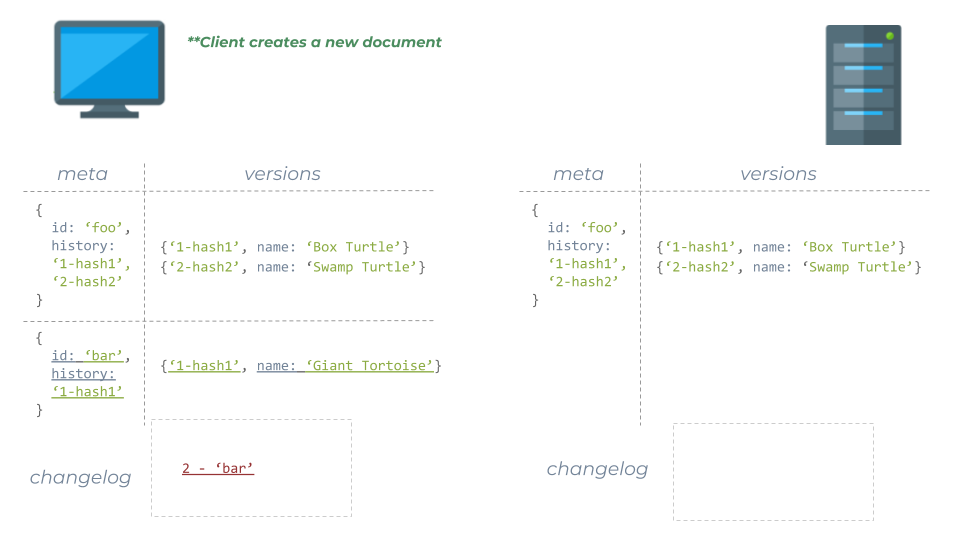 **Client creates a new document
meta
versions
{
id: ‘foo’,
history:
‘1-hash1’,
‘2-hash2’
}
{‘1-hash1’, name: ‘Box Turtle’}
{‘2-hash2’, name: ‘Swamp Turtle’}
{
id: ‘bar’,
history:
‘1-hash1’
}
{‘1-hash1’, name: ‘Giant Tortoise’}
changelog
2 - ‘bar’
meta
versions
{
id: ‘foo’,
history:
‘1-hash1’,
‘2-hash2’
}
{‘1-hash1’, name: ‘Box Turtle’}
{‘2-hash2’, name: ‘Swamp Turtle’}
changelog